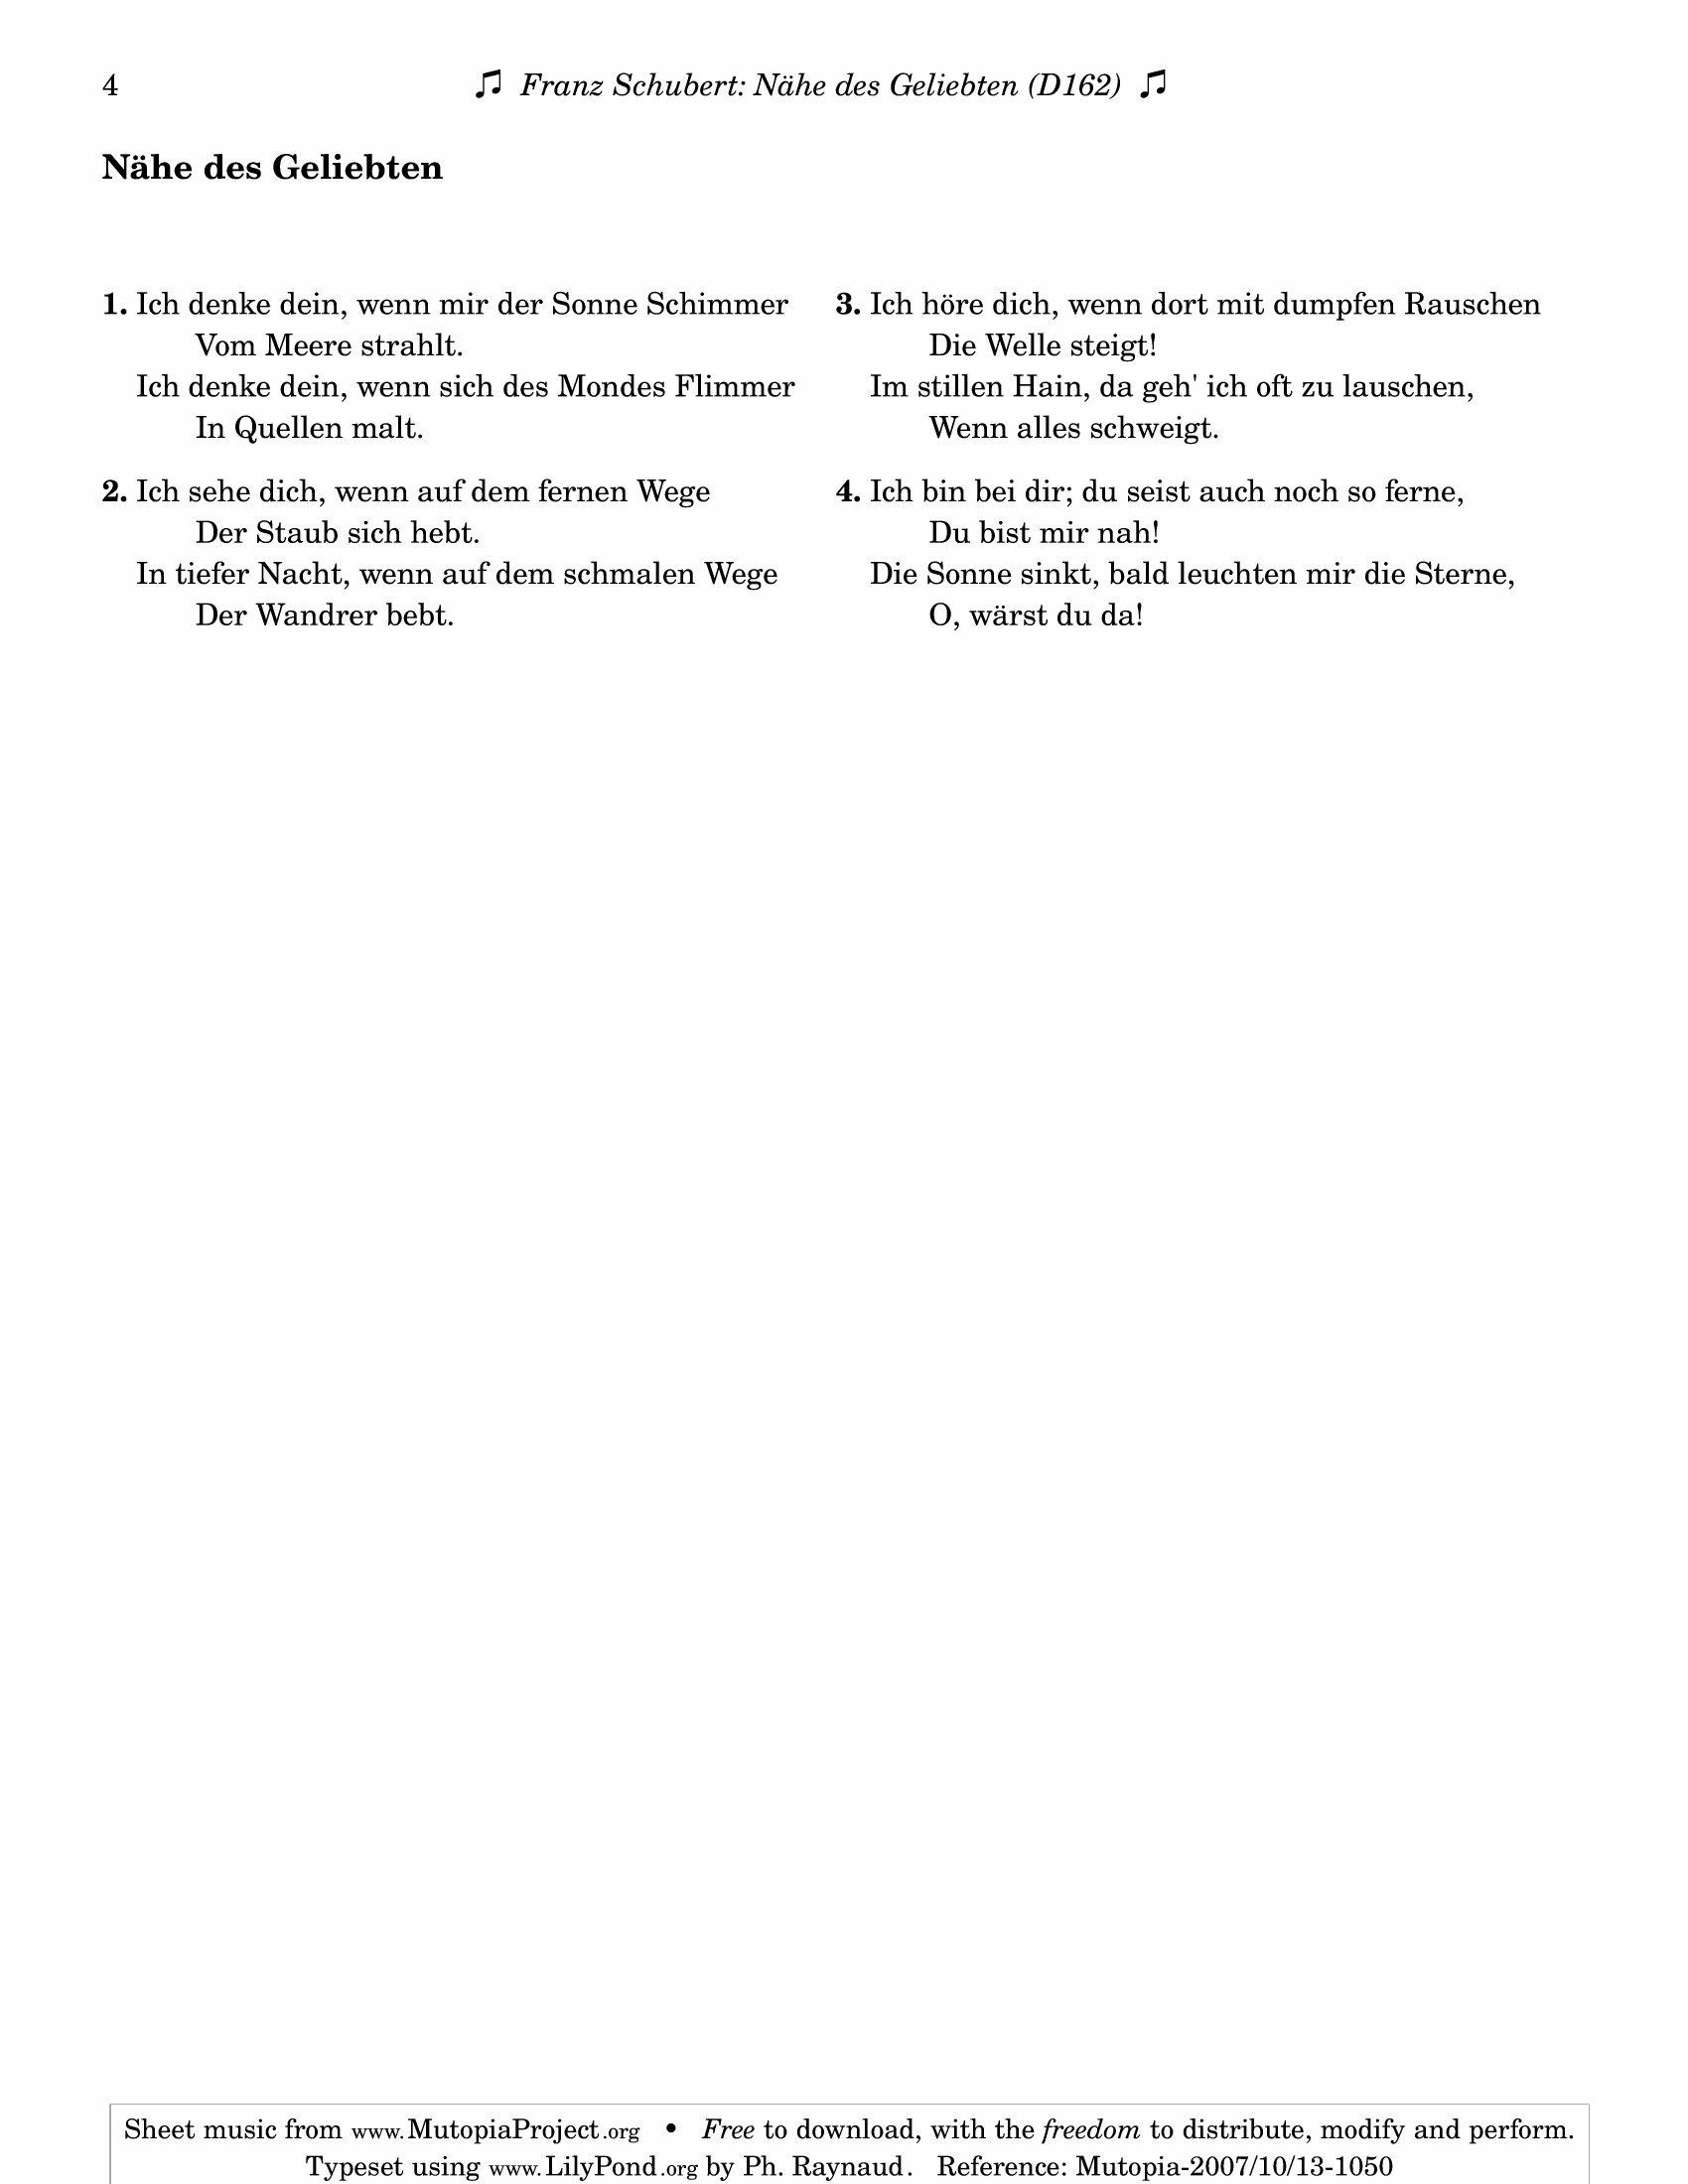 4
♫ Franz Schubert: Nähe des Geliebten (D162) ♫
Nähe des Geliebten
1. Ich denke dein, wenn mir der Sonne Schimmer
Vom Meere strahlt.
Ich denke dein, wenn sich des Mondes Flimmer
In Quellen malt.
2. Ich sehe dich, wenn auf dem fernen Wege
Der Staub sich hebt.
In tiefer Nacht, wenn auf dem schmalen Wege
Der Wandrer bebt.
3. Ich höre dich, wenn dort mit dumpfen Rauschen
Die Welle steigt!
Im stillen Hain, da geh' ich oft zu lauschen,
Wenn alles schweigt.
4. Ich bin bei dir; du seist auch noch so ferne,
Du bist mir nah!
Die Sonne sinkt, bald leuchten mir die Sterne,
O, wärst du da!
Sheet music from www.MutopiaProject.org • Free to download, with the freedom to distribute, modify and perform.
Typeset using www.LilyPond.org by Ph. Raynaud. Reference: Mutopia-2007/10/13-1050